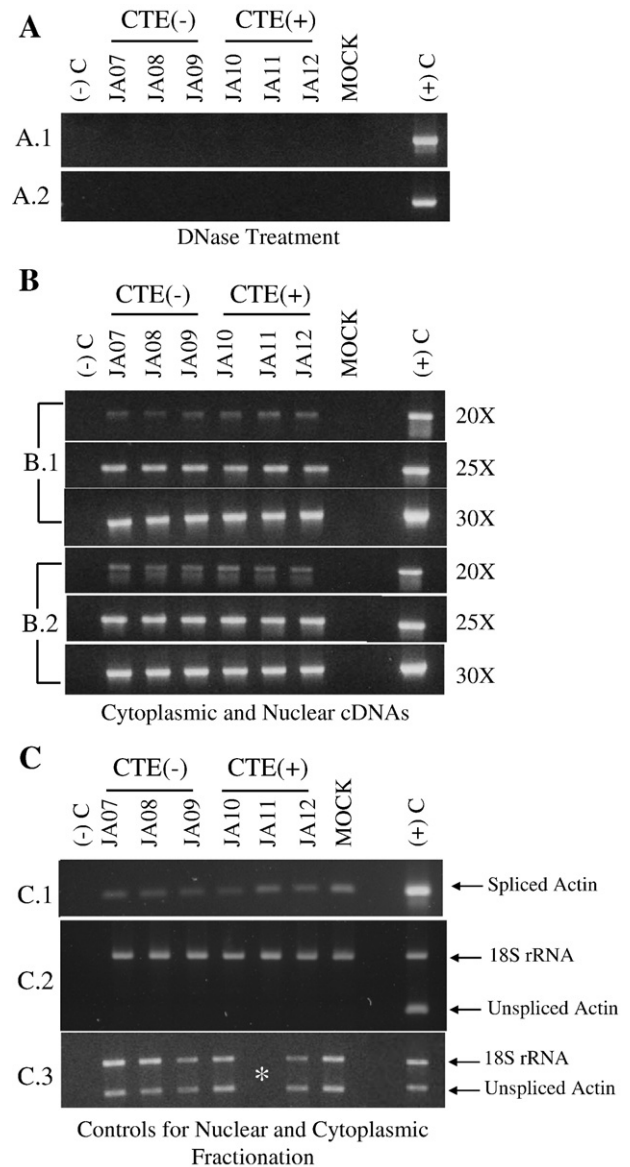 A
CTE(-) CTE(+)
(-) C JA07 JA08 JA09 JA10 JA11 JA12 MOCK (+) C
A.1
A.2
DNase Treatment
B
CTE(-) CTE(+)
(-) C JA07 JA08 JA09 JA10 JA11 JA12 MOCK (+) C
20X
B.1 25X
30X
20X
B.2 25X
30X
Cytoplasmic and Nuclear cDNAs
C
CTE(-) CTE(+)
(-) C JA07 JA08 JA09 JA10 JA11 JA12 MOCK (+) C
C.1 Spliced Actin
18S rRNA
C.2
Unspliced Actin
18S rRNA
C.3 *
Unspliced Actin
Controls for Nuclear and Cytoplasmic
Fractionation